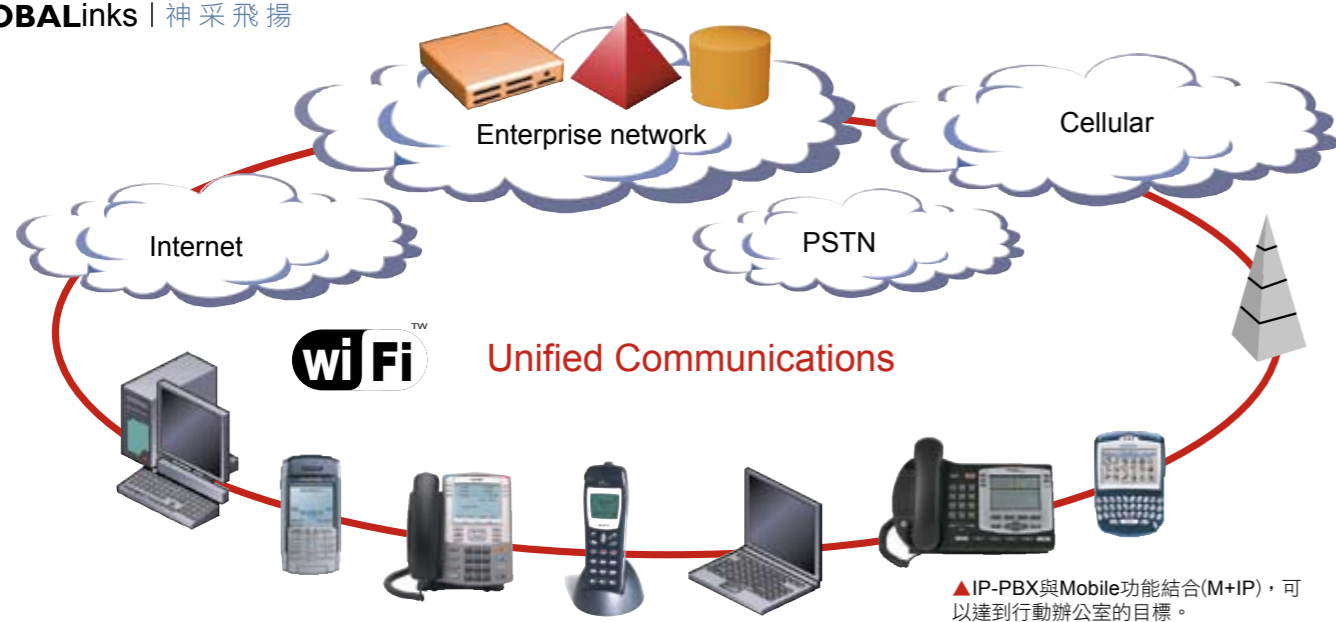 OBALinks | 神采飛揚
Enterprise network
Cellular
Internet
PSTN
Wi Fi TW
Unified Communications
▲IP-PBX與Mobile功能結合(M+IP),可
以達到行動辦公室的目標。